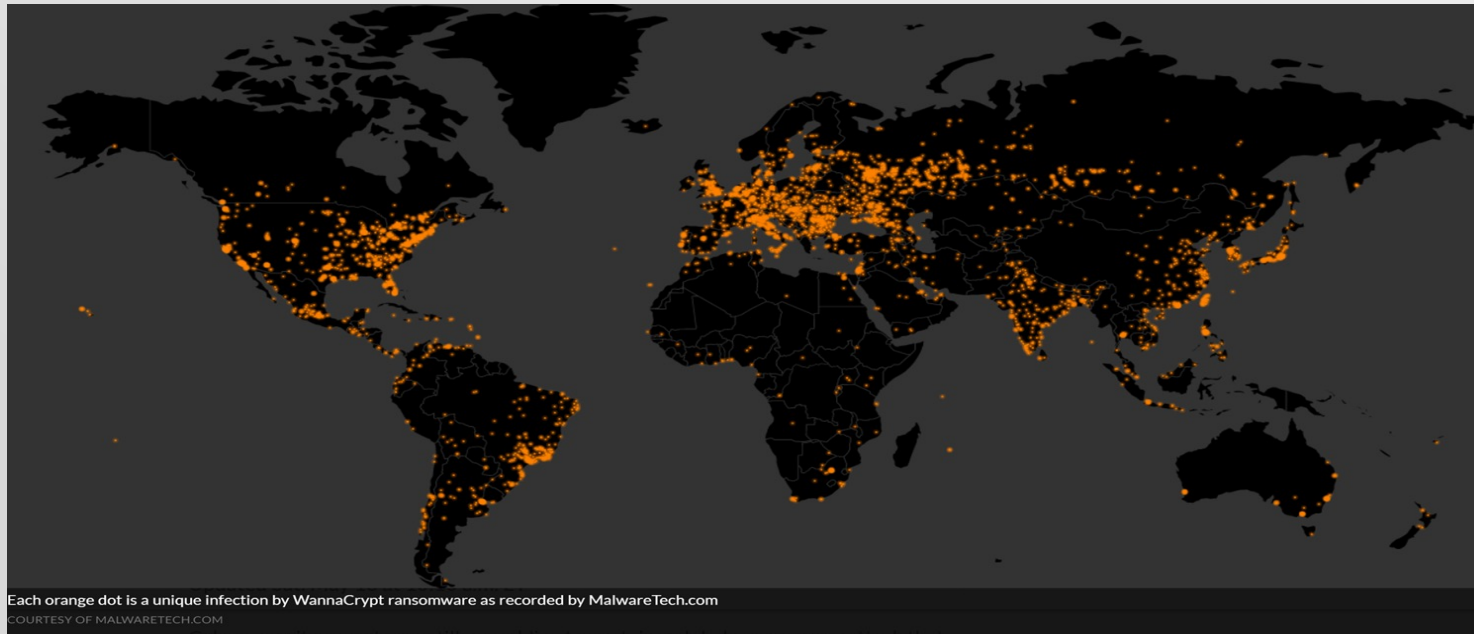 Each orange dot is a unique infection by WannaCrypt ransomware as recorded by MalwareTech.com
COURTESY OF MALWARETECH.COM